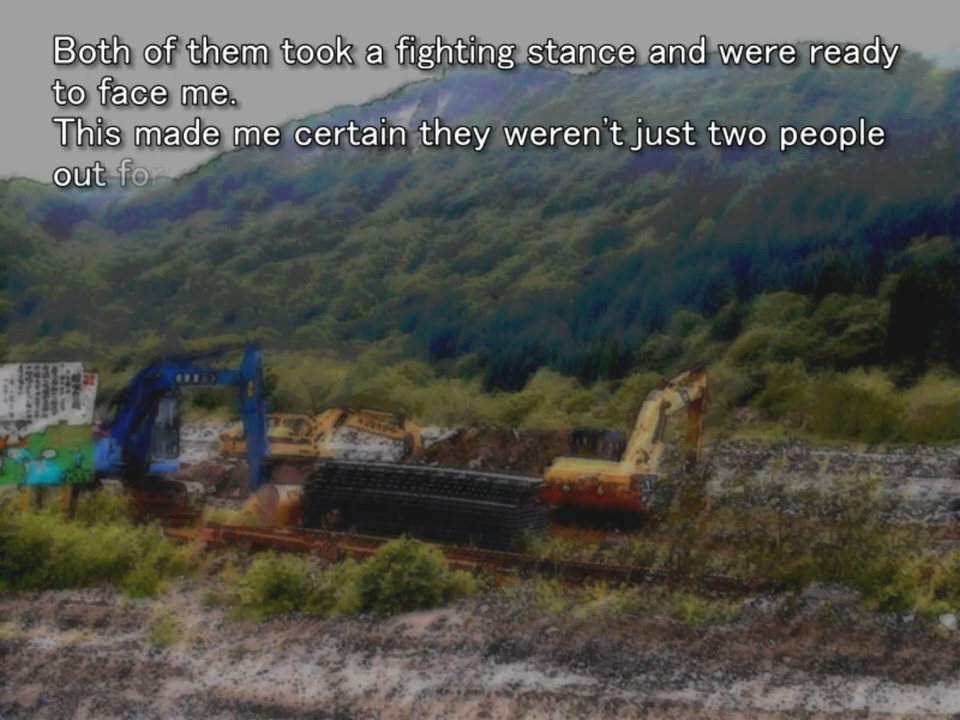 Both of them took a fighting stance and were ready
to face me.
This made me certain they weren't just two people
out for